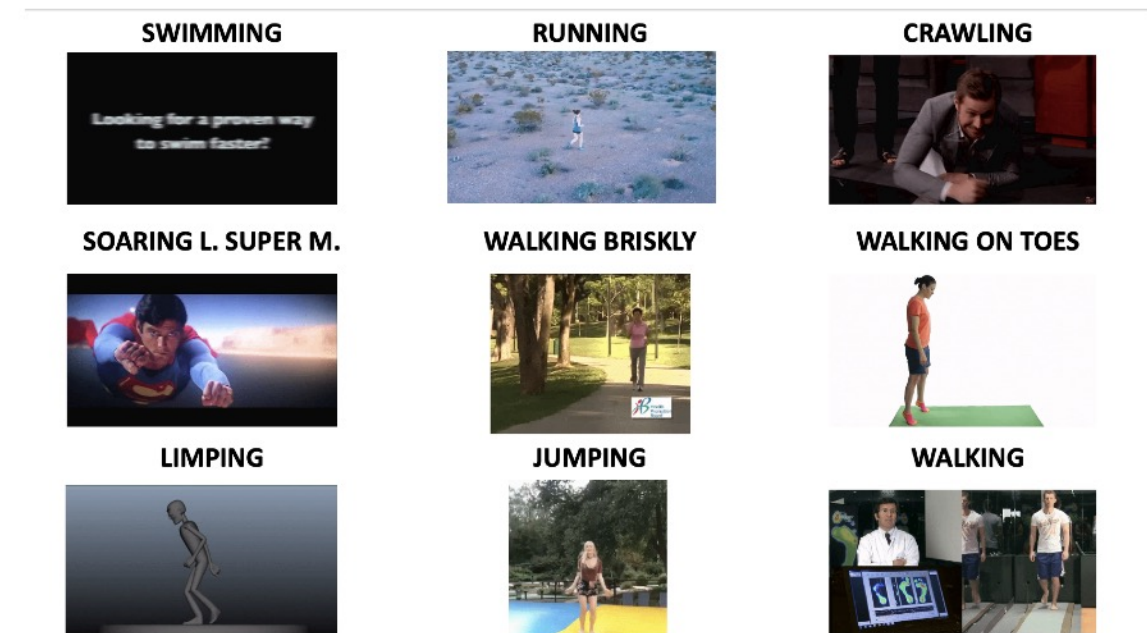 SWIMMING
RUNNING
CRAWLING
Looking for a proven way
to swim faster?
SOARING L. SUPER M.
WALKING BRISKLY
WALKING ON TOES
LIMPING
JUMPING
WALKING